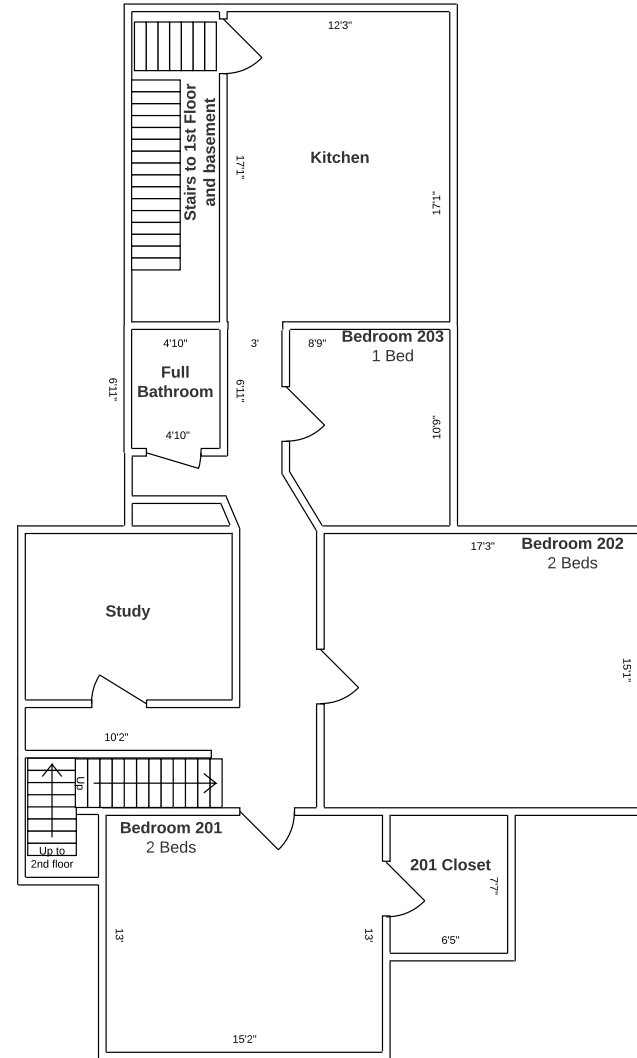 12'3"
Stairs to 1st Floor
and basement
17'1"
Kitchen
17'1"
4'10"
3'
8'9"
Bedroom 203
1 Bed
Full
Bathroom
6'11"
6'11"
4'10"
10'9"
17'3"
Bedroom 202
2 Beds
Study
15'1"
10'2"
Up
Up to
2nd floor
Bedroom 201
2 Beds
201 Closet
7'7"
13'
13'
6'5"
15'2"